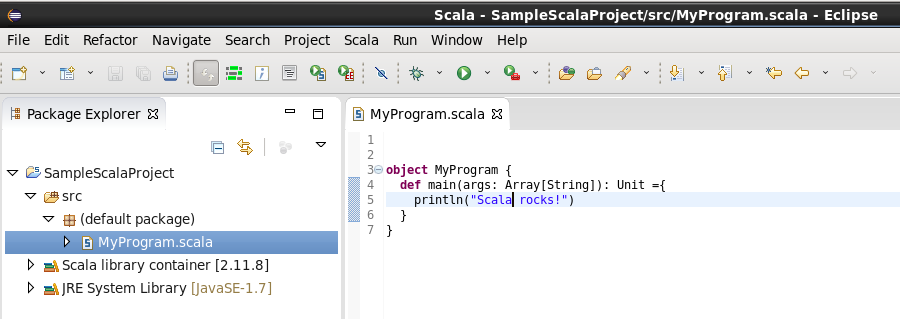 Scala - SampleScalaProject/src/MyProgram.scala - Eclipse
File Edit Refactor Navigate Search Project Scala Run Window Help
Package Explorer
SampleScalaProject
src
(default package)
MyProgram.scala
Scala library container [2.11.8]
JRE System Library [JavaSE-1.7]
MyProgram.scala
1
2
3 object MyProgram {
4   def main(args: Array[String]): Unit ={
5     println("Scala rocks!")
6   }
7 }